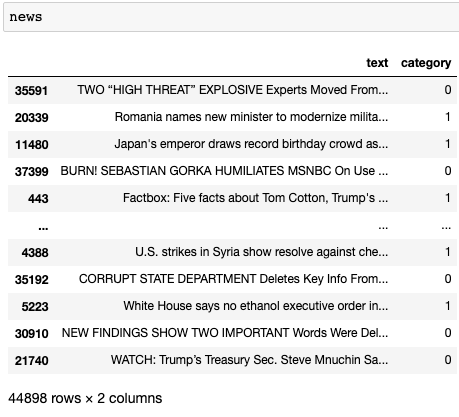 news
text category
35591 TWO “HIGH THREAT” EXPLOSIVE Experts Moved From... 0
20339 Romania names new minister to modernize milita... 1
11480 Japan's emperor draws record birthday crowd as... 1
37399 BURN! SEBASTIAN GORKA HUMILIATES MSNBC On Use ... 0
443 Factbox: Five facts about Tom Cotton, Trump's ... 1
... ... ...
4388 U.S. strikes in Syria show resolve against che... 1
35192 CORRUPT STATE DEPARTMENT Deletes Key Info From... 0
5223 White House says no ethanol executive order in... 1
30910 NEW FINDINGS SHOW TWO IMPORTANT Words Were Del... 0
21740 WATCH: Trump’s Treasury Sec. Steve Mnuchin Sa... 0
44898 rows × 2 columns